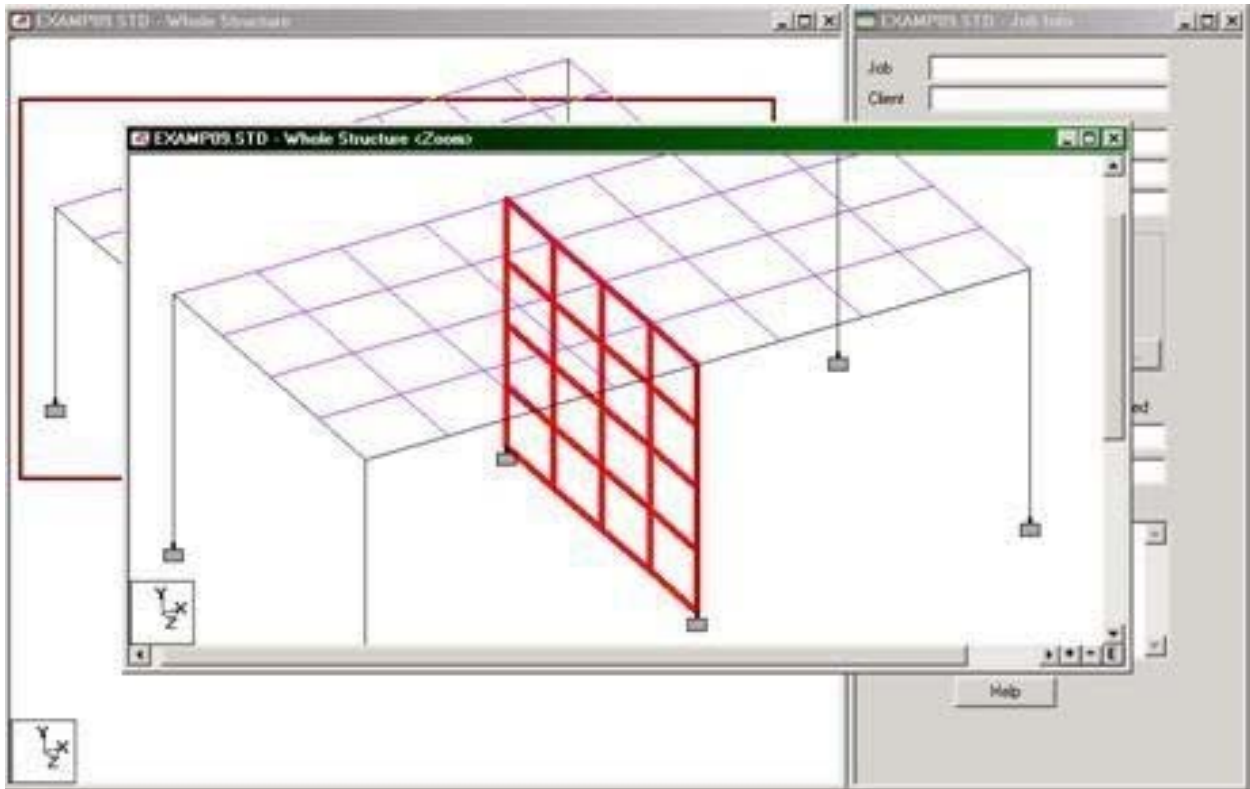 EXAMP09.STD - Whole Structure
EXAMP09.STD - Job Info
Job
Client
EXAMP09.STD - Whole Structure <Zoom>
ed
Y
X
Z
Help
Y
X
Z